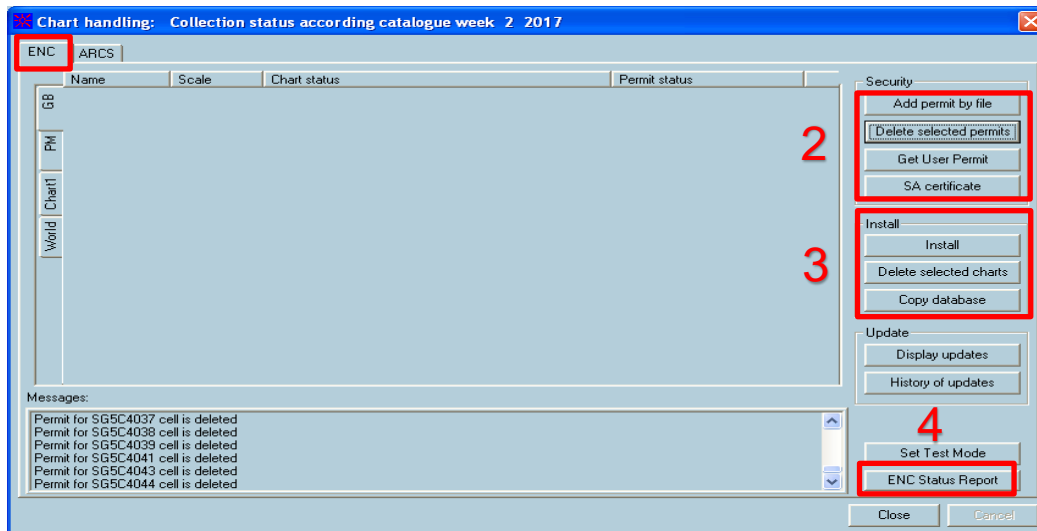 Chart handling: Collection status according catalogue week 2 2017
ENC ARCS
Name Scale Chart status Permit status
GB
PM
Chart1
World
Security
Add permit by file
2
Delete selected permits
Get User Permit
SA certificate
Install
Install
3
Delete selected charts
Copy database
Update
Display updates
History of updates
Messages:
Permit for SG5C4037 cell is deleted
Permit for SG5C4038 cell is deleted
Permit for SG5C4039 cell is deleted
Permit for SG5C4041 cell is deleted
Permit for SG5C4043 cell is deleted
Permit for SG5C4044 cell is deleted
4
Set Test Mode
ENC Status Report
Close Cancel